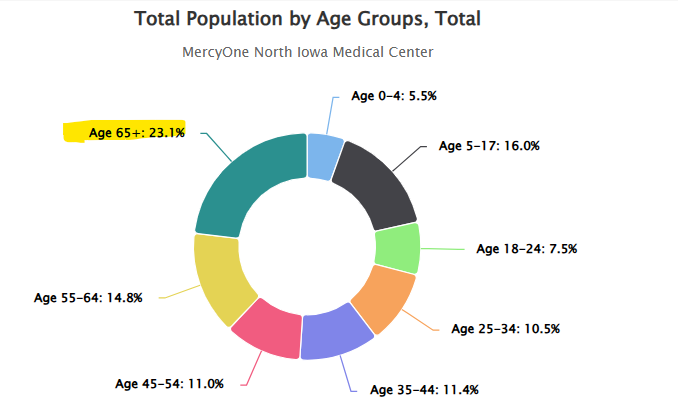 Total Population by Age Groups, Total
MercyOne North Iowa Medical Center
Age 0-4: 5.5%
Age 5-17: 16.0%
Age 18-24: 7.5%
Age 25-34: 10.5%
Age 35-44: 11.4%
Age 45-54: 11.0%
Age 55-64: 14.8%
Age 65+: 23.1%